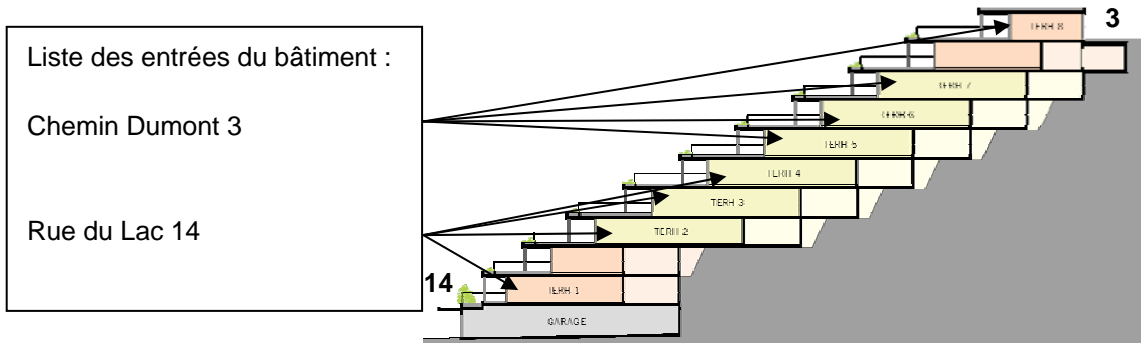 Liste des entrées du bâtiment :
Chemin Dumont 3
Rue du Lac 14
3
TERH 8
TERH 7
TERH 6
TERH 5
TERH 4
TERH 3
TERH 2
14
TERH 1
GARAGE